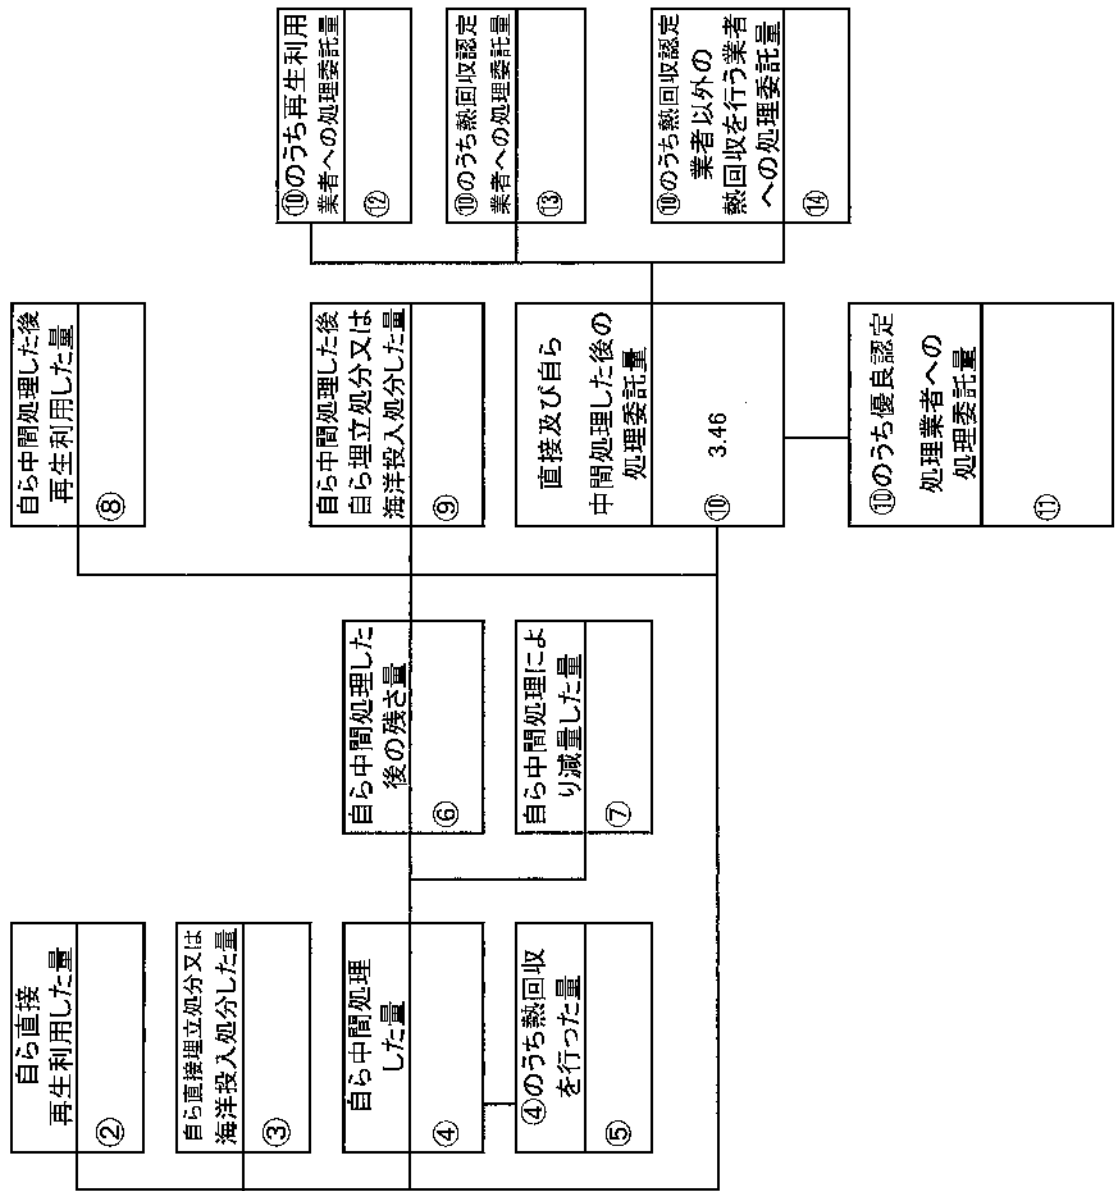 自ら直接
再生利用した量
②
自ら直接埋立処分又は
海洋投入処分した量
③
自ら中間処理
した量
④
④のうち熱回収
を行った量
⑤
自ら中間処理した
後の残さ量
⑥
自ら中間処理によ
り減量した量
⑦
自ら中間処理した後
再生利用した量
⑧
自ら中間処理した後
自ら埋立処分又は
海洋投入処分した量
⑨
直接及び自ら
中間処理した後の
処理委託量
⑩ 3.46
⑩のうち優良認定
処理業者への
処理委託量
⑪
⑩のうち再生利用
業者への処理委託量
⑫
⑩のうち熱回収認定
業者への処理委託量
⑬
⑩のうち熱回収認定
業者以外の
熱回収を行う業者
への処理委託量
⑭